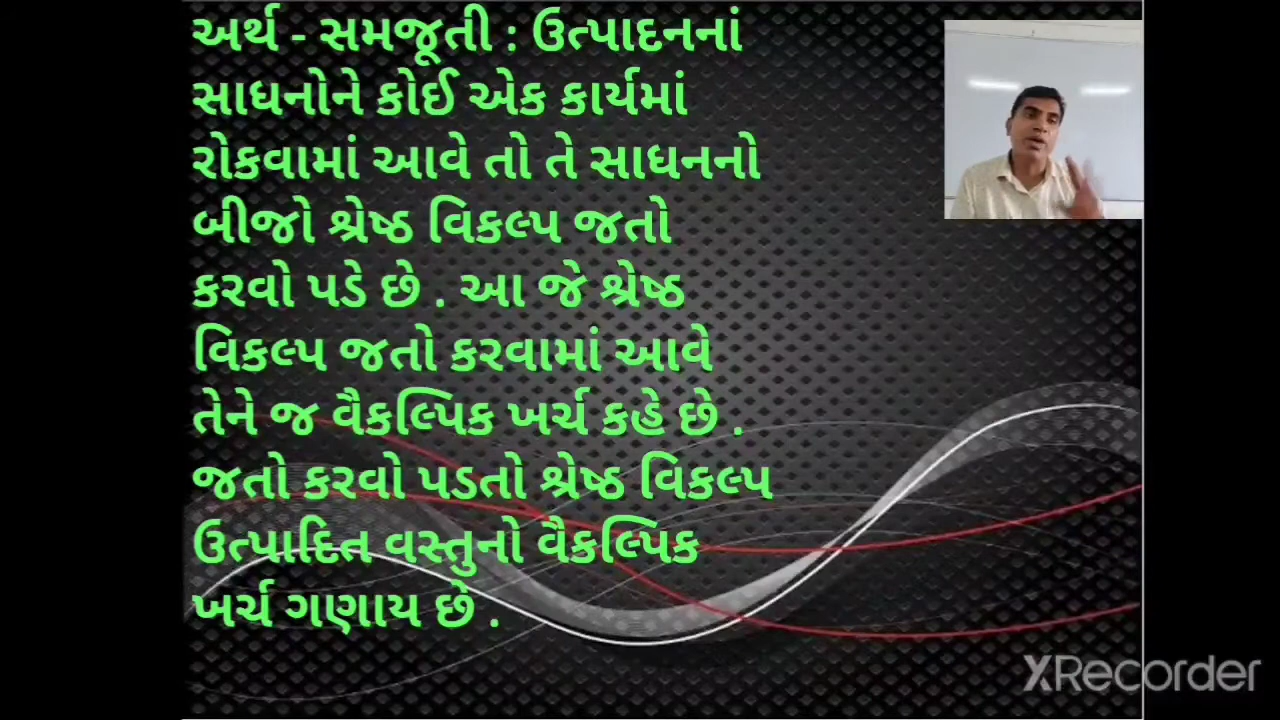 અર્થ - સમજૂતી : ઉત્પાદનનાં
સાધનોને કોઈ એક કાર્યમાં
રોકવામાં આવે તો તે સાધનનો
બીજો શ્રેષ્ઠ વિકલ્પ જતો
કરવો પડે છે . આ જે શ્રેષ્ઠ
વિકલ્પ જતો કરવામાં આવે
તેને જ વૈકલ્પિક ખર્ચ કહે છે .
જતો કરવો પડતો શ્રેષ્ઠ વિકલ્પ
ઉત્પાદિત વસ્તુનો વૈકલ્પિક
ખર્ચ ગણાય છે .
XRecorder